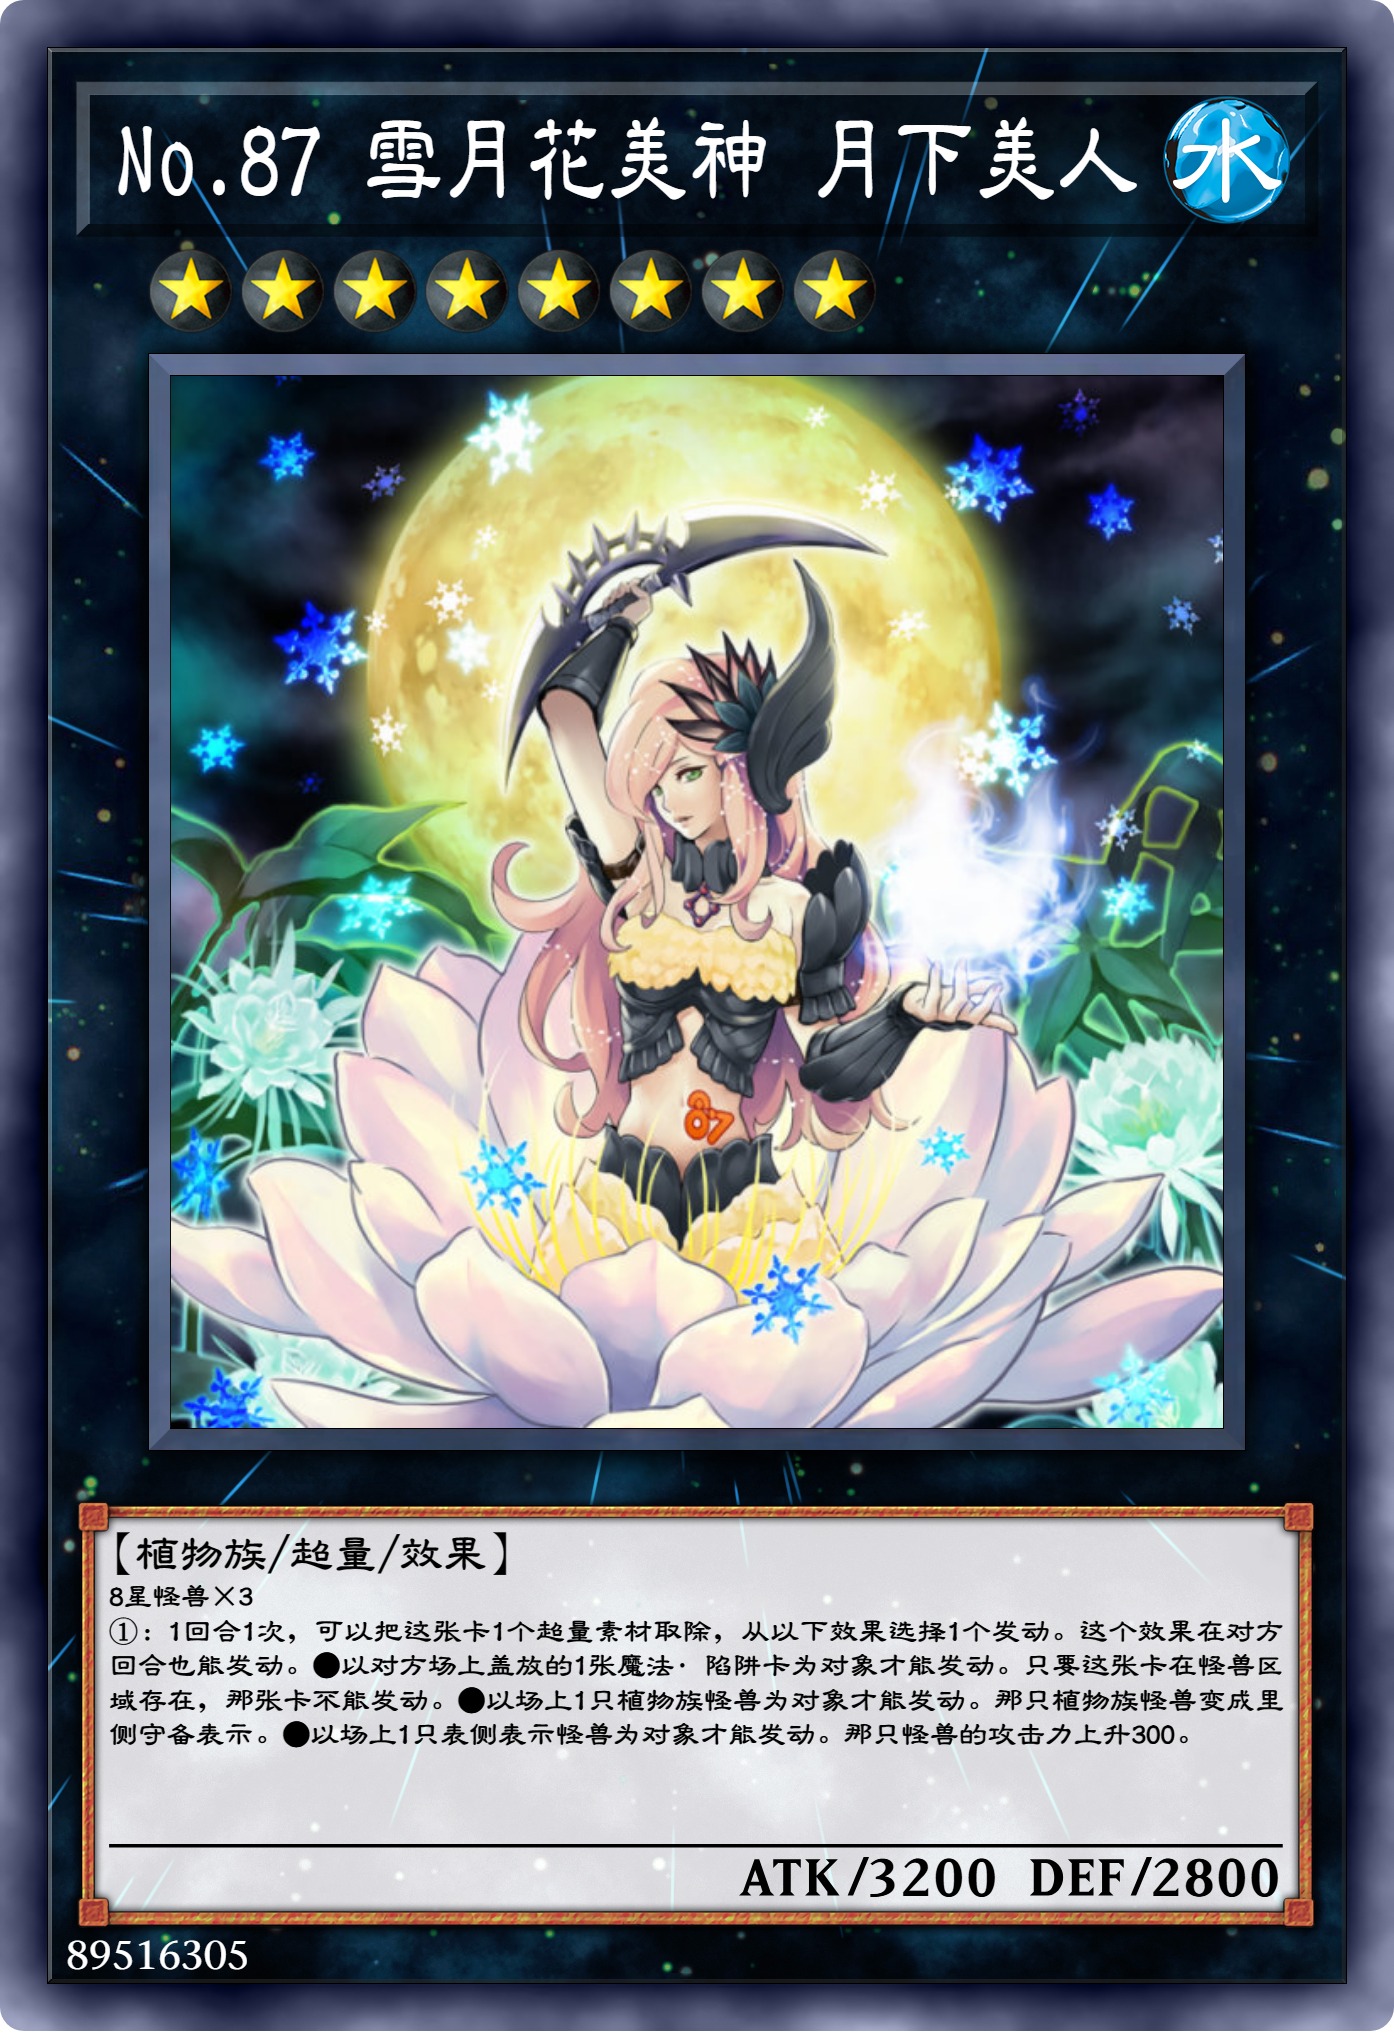 No.87 雪月花美神 月下美人 水
87
【植物族/超量/效果】
8星怪兽×3
①：1回合1次，可以把这张卡1个超量素材取除，从以下效果选择1个发动。这个效果在对方
回合也能发动。●以对方场上盖放的1张魔法·陷阱卡为对象才能发动。只要这张卡在怪兽区
域存在，那张卡不能发动。●以场上1只植物族怪兽为对象才能发动。那只植物族怪兽变成里
侧守备表示。●以场上1只表侧表示怪兽为对象才能发动。那只怪兽的攻击力上升300。
ATK/3200 DEF/2800
89516305